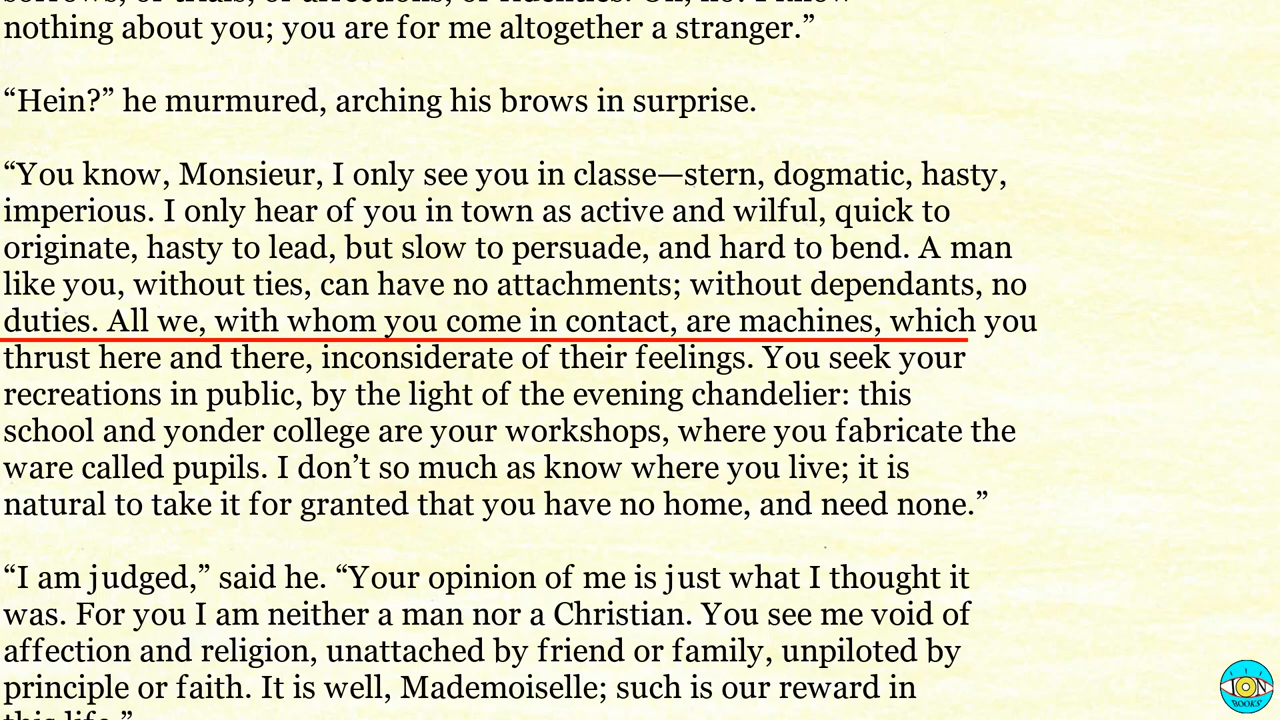 nothing about you; you are for me altogether a stranger.”
“Hein?” he murmured, arching his brows in surprise.
“You know, Monsieur, I only see you in classe—stern, dogmatic, hasty,
imperious. I only hear of you in town as active and wilful, quick to
originate, hasty to lead, but slow to persuade, and hard to bend. A man
like you, without ties, can have no attachments; without dependants, no
duties. All we, with whom you come in contact, are machines, which you
thrust here and there, inconsiderate of their feelings. You seek your
recreations in public, by the light of the evening chandelier: this
school and yonder college are your workshops, where you fabricate the
ware called pupils. I don’t so much as know where you live; it is
natural to take it for granted that you have no home, and need none.”
“I am judged,” said he. “Your opinion of me is just what I thought it
was. For you I am neither a man nor a Christian. You see me void of
affection and religion, unattached by friend or family, unpiloted by
principle or faith. It is well, Mademoiselle; such is our reward in
this life.”
ION
BOOKS